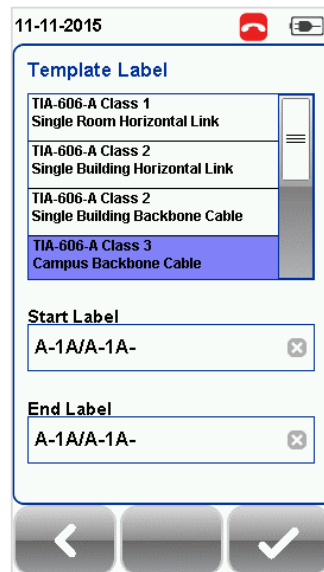 11-11-2015
Template Label
TIA-606-A Class 1
Single Room Horizontal Link
TIA-606-A Class 2
Single Building Horizontal Link
TIA-606-A Class 2
Single Building Backbone Cable
TIA-606-A Class 3
Campus Backbone Cable
Start Label
A-1A/A-1A-
End Label
A-1A/A-1A-